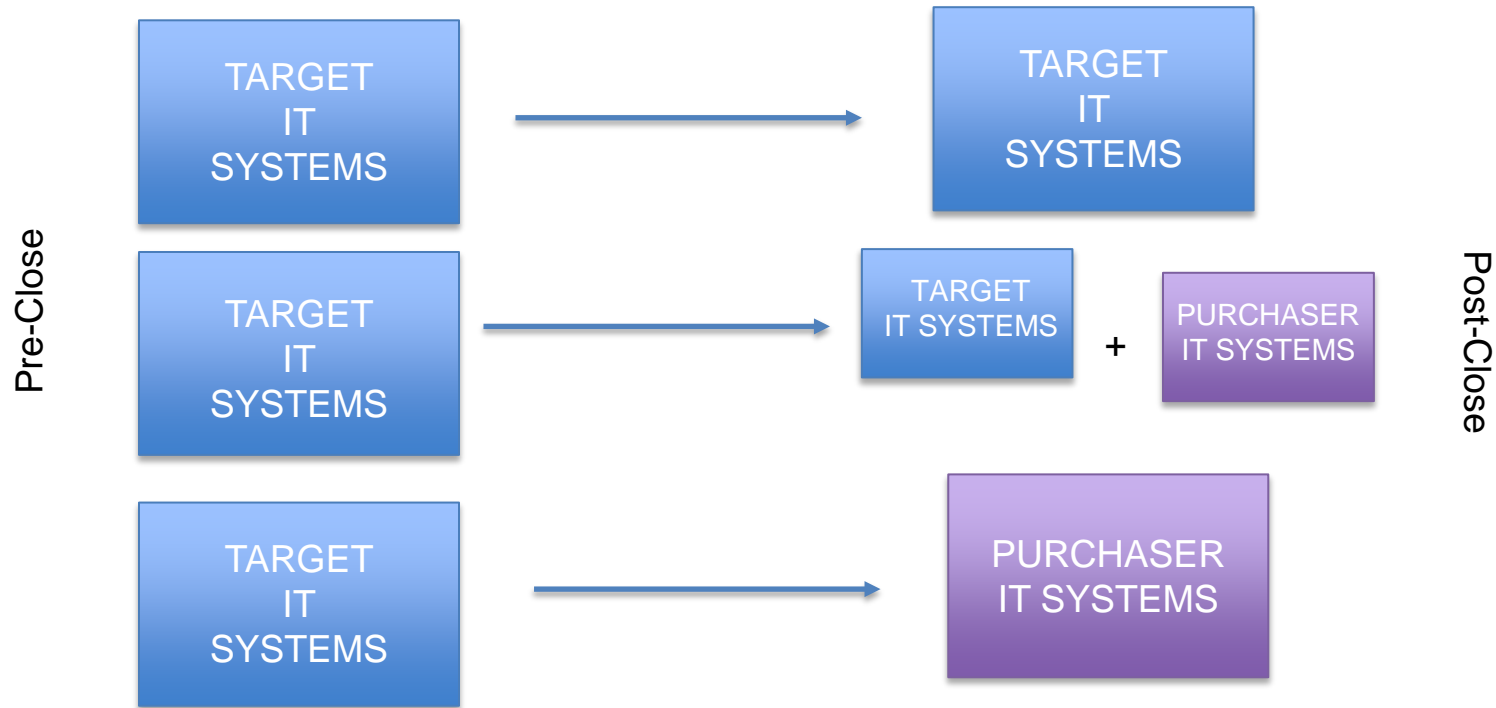 Pre-Close
TARGET
IT
SYSTEMS
TARGET
IT
SYSTEMS
TARGET
IT
SYSTEMS
TARGET
IT SYSTEMS
+
PURCHASER
IT SYSTEMS
TARGET
IT
SYSTEMS
PURCHASER
IT SYSTEMS
Post-Close